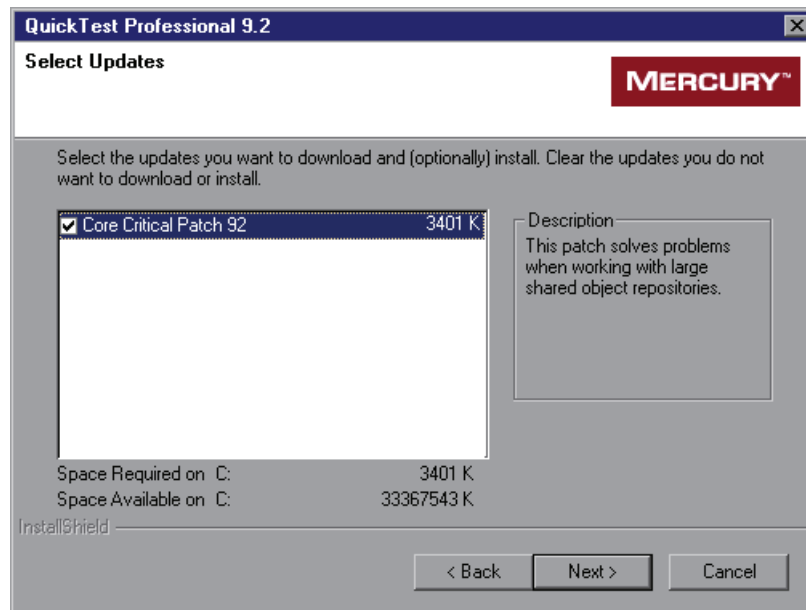 QuickTest Professional 9.2
Select Updates
MERCURY™
Select the updates you want to download and (optionally) install. Clear the updates you do not
want to download or install.
Core Critical Patch 92 3401 K
Description
This patch solves problems
when working with large
shared object repositories.
Space Required on C: 3401 K
Space Available on C: 33367543 K
InstallShield
< Back Next > Cancel